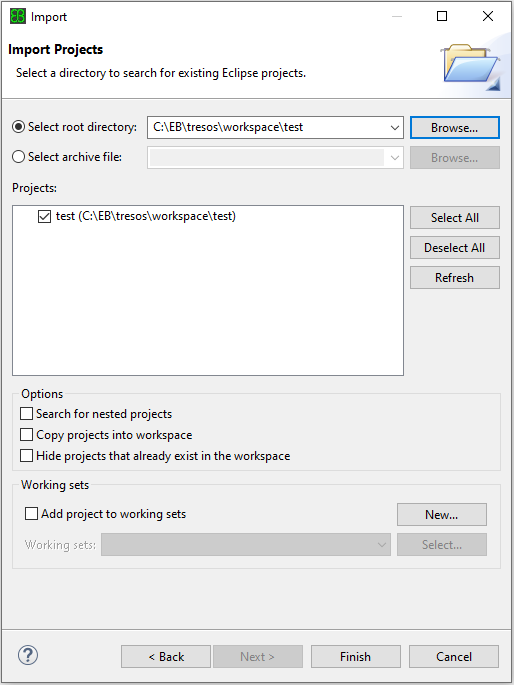 Import
Import Projects
Select a directory to search for existing Eclipse projects.
Select root directory: C:\EB\tresos\workspace\test Browse...
Select archive file: Browse...
Projects:
test (C:\EB\tresos\workspace\test) Select All
Deselect All
Refresh
Options
Search for nested projects
Copy projects into workspace
Hide projects that already exist in the workspace
Working sets
Add project to working sets New...
Working sets: Select...
? < Back Next > Finish Cancel